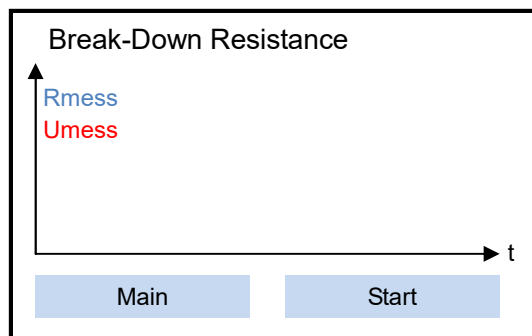 Break-Down Resistance
Rmess
Umess
t
Main
Start